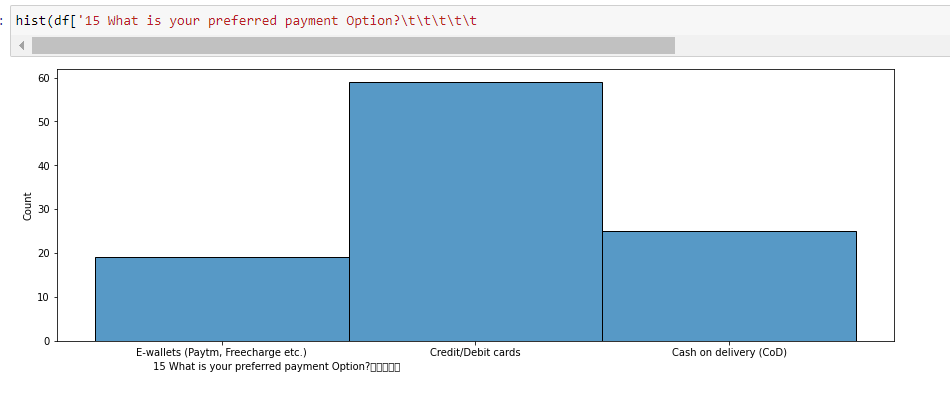 : hist(df['15 What is your preferred payment Option?\t\t\t\t\t
60
50
40
30
20
10
0
Count
E-wallets (Paytm, Freecharge etc.) Credit/Debit cards Cash on delivery (CoD)
15 What is your preferred payment Option?▯▯▯▯▯